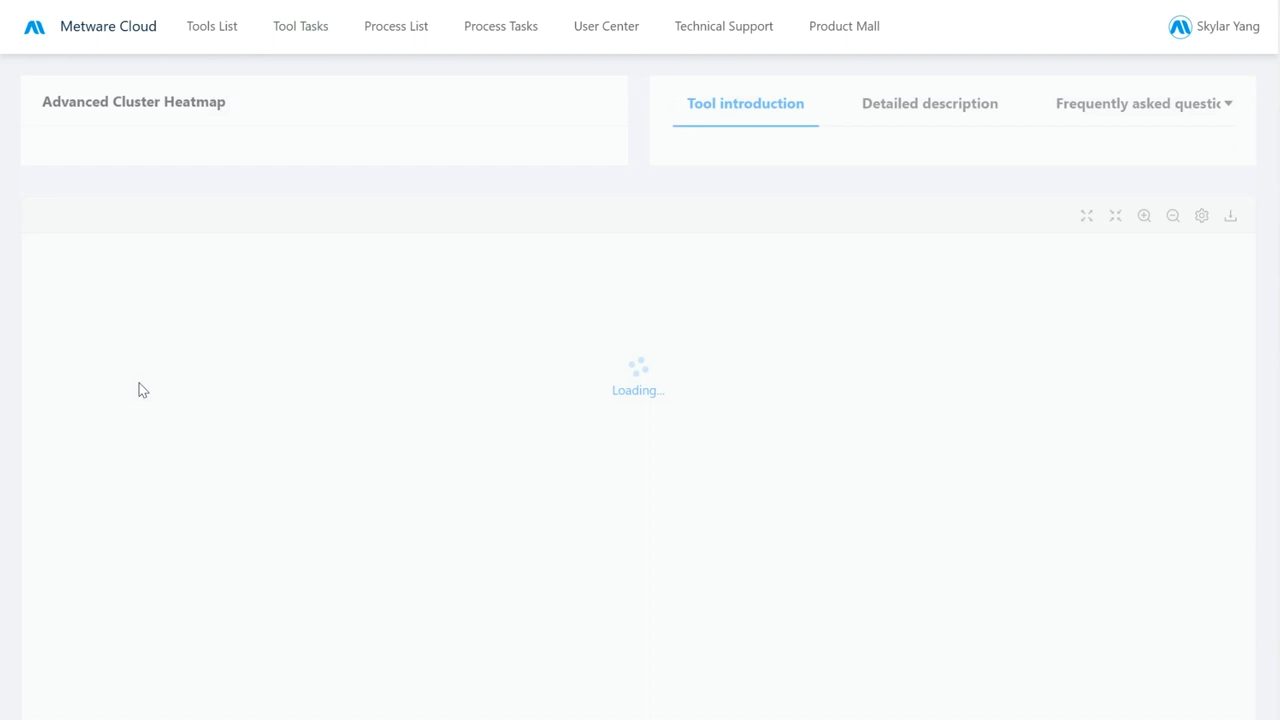 Metware Cloud Tools List Tool Tasks Process List Process Tasks User Center Technical Support Product Mall Skylar Yang
Advanced Cluster Heatmap
Tool introduction Detailed description Frequently asked questic
Loading...